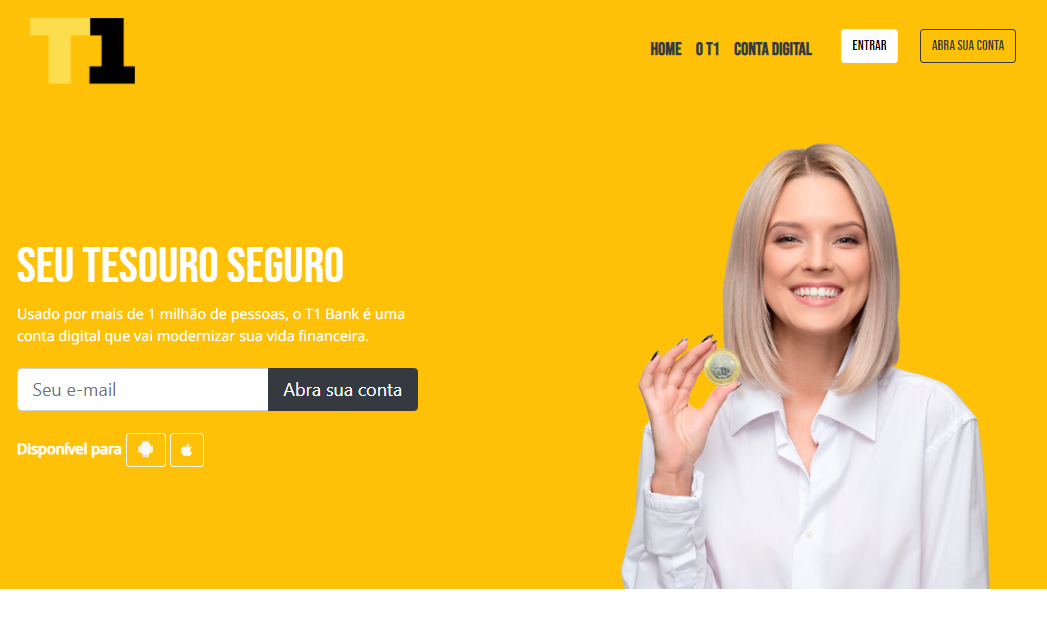 T1
HOME O T1 CONTA DIGITAL ENTRAR ABRA SUA CONTA
SEU TESOURO SEGURO
Usado por mais de 1 milhão de pessoas, o T1 Bank é uma
conta digital que vai modernizar sua vida financeira.
Seu e-mail Abra sua conta
Disponível para